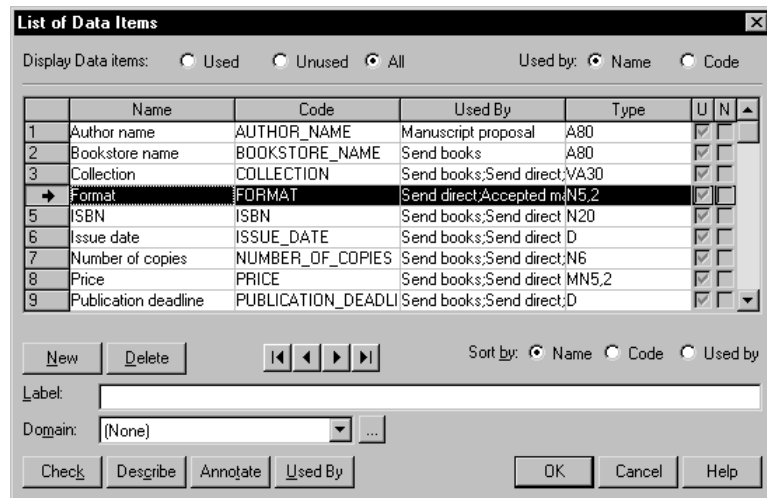 List of Data Items
Display Data items: Used Unused All Used by: Name Code
Name Code Used By Type U N
1 Author name AUTHOR_NAME Manuscript proposal A80
2 Bookstore name BOOKSTORE_NAME Send books A80
3 Collection COLLECTION Send books;Send direct; VA30
Format FORMAT Send direct;Accepted ma N5,2
5 ISBN ISBN Send books;Send direct N20
6 Issue date ISSUE_DATE Send books;Send direct D
7 Number of copies NUMBER_OF_COPIES Send books;Send direct; N6
8 Price PRICE Send books;Send direct MN5,2
9 Publication deadline PUBLICATION_DEADLI Send books;Send direct; D
New Delete Sort by: Name Code Used by
Label:
Domain: (None) ...
Check Describe Annotate Used By OK Cancel Help